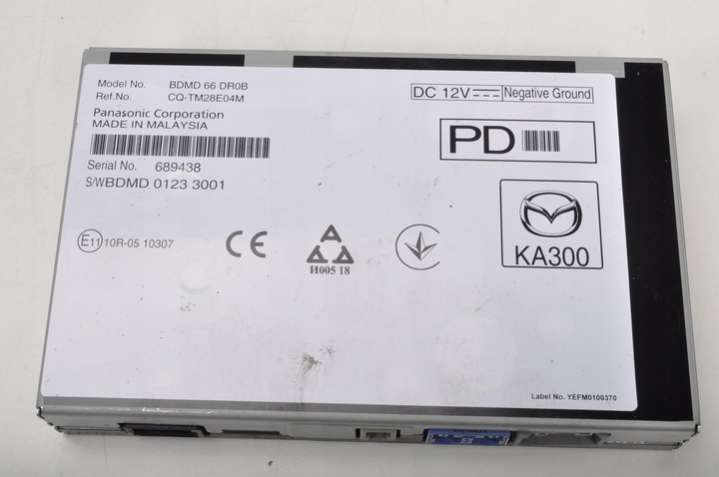 Model No. BDMD 66 DR0B
Ref.No. CQ-TM28E04M
Panasonic Corporation
MADE IN MALAYSIA
Serial No. 689438
S/WBDMD 0123 3001
DC 12V Negative Ground
PD
KA300
E11 10R-05 10307
CE
И005 18
Label No. YEFM0100370